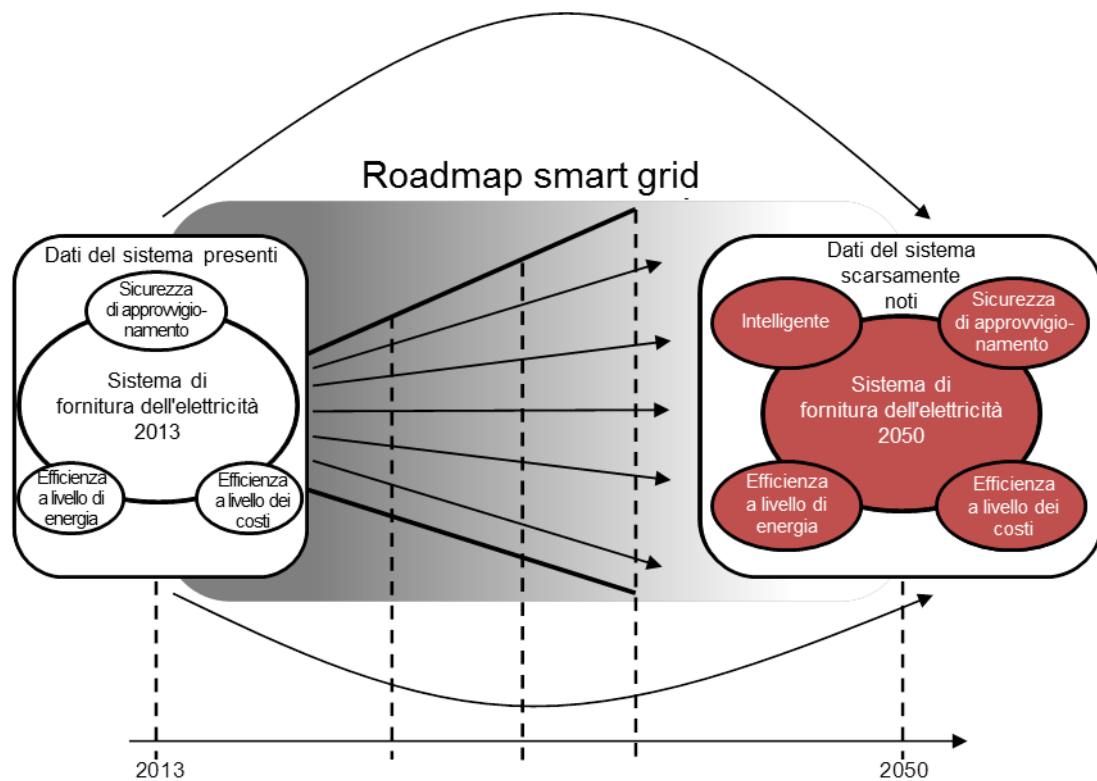 Roadmap smart grid
Dati del sistema presenti
Sicurezza
di approvvigio-
namento
Sistema di
fornitura dell'elettricità
2013
Efficienza
a livello di
energia
Efficienza
a livello dei
costi
Dati del sistema
scarsamente
noti
Intelligente
Sicurezza
di approvvigio-
namento
Sistema di
fornitura dell'elettricità
2050
Efficienza
a livello di
energia
Efficienza
a livello dei
costi
2013
2050